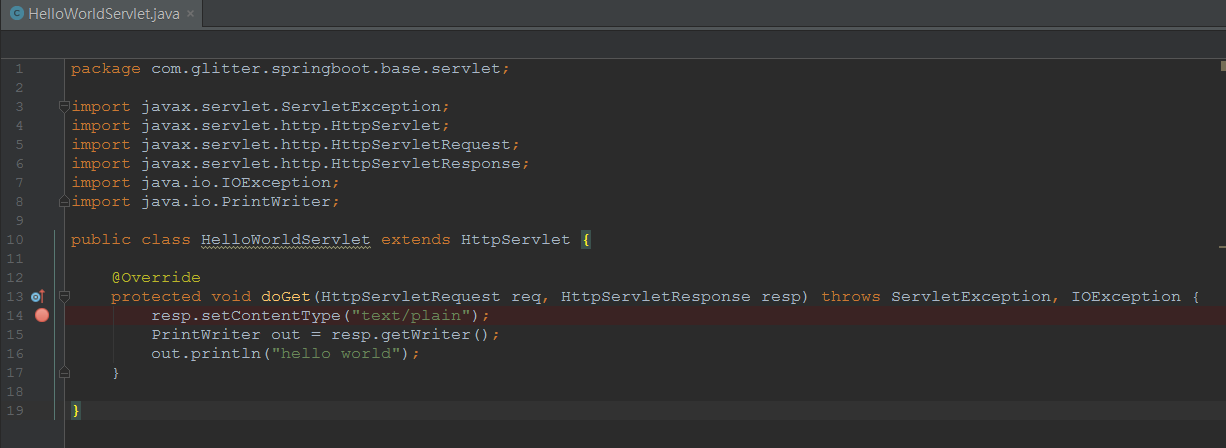 HelloWorldServlet.java ×
1 package com.glitter.springboot.base.servlet;
2
3 import javax.servlet.ServletException;
4 import javax.servlet.http.HttpServlet;
5 import javax.servlet.http.HttpServletRequest;
6 import javax.servlet.http.HttpServletResponse;
7 import java.io.IOException;
8 import java.io.PrintWriter;
9
10 public class HelloWorldServlet extends HttpServlet {
11
12 @Override
13 protected void doGet(HttpServletRequest req, HttpServletResponse resp) throws ServletException, IOException {
14 resp.setContentType("text/plain");
15 PrintWriter out = resp.getWriter();
16 out.println("hello world");
17 }
18
19 }